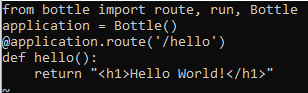 from bottle import route, run, Bottle
application = Bottle()
@application.route('/hello')
def hello():
    return "<h1>Hello World!</h1>"
~